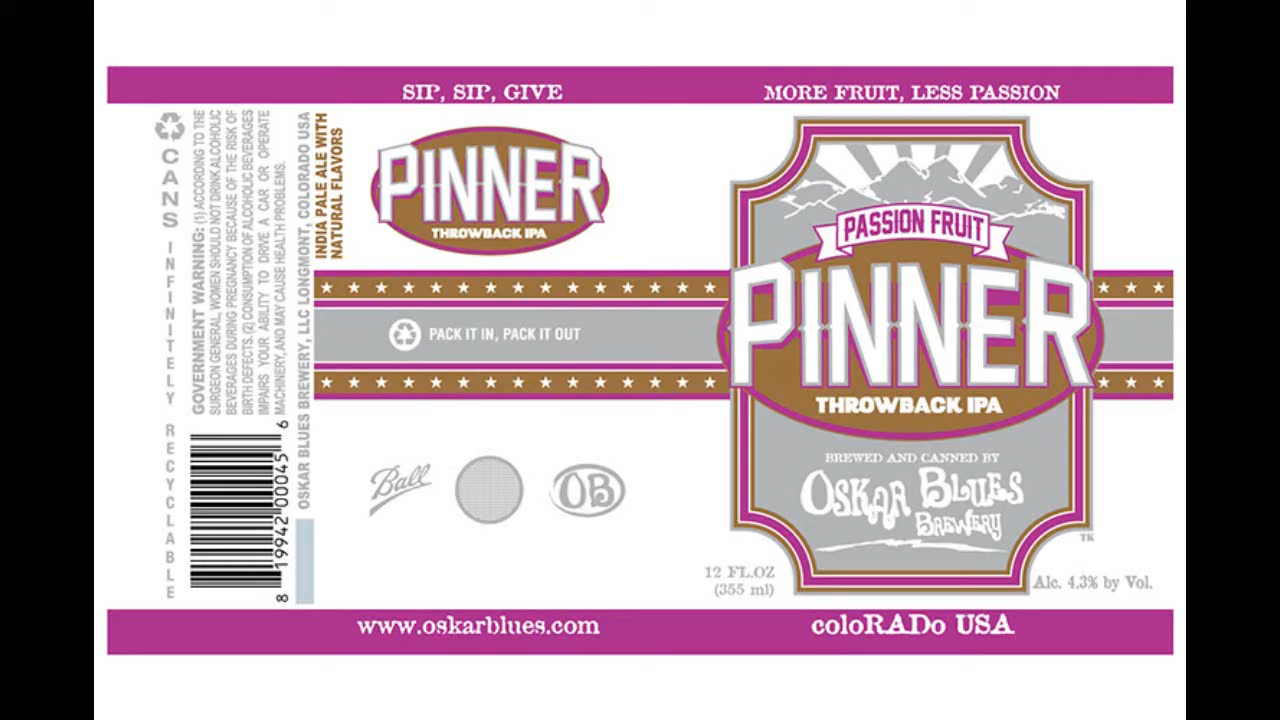 SIP, SIP, GIVE
MORE FRUIT, LESS PASSION
CANS INFINITELY RECYCLABLE
GOVERNMENT WARNING: (1) ACCORDING TO THE
SURGEON GENERAL, WOMEN SHOULD NOT DRINK ALCOHOLIC
BEVERAGES DURING PREGNANCY BECAUSE OF THE RISK OF
BIRTH DEFECTS. (2) CONSUMPTION OF ALCOHOLIC BEVERAGES
IMPAIRS YOUR ABILITY TO DRIVE A CAR OR OPERATE
MACHINERY, AND MAY CAUSE HEALTH PROBLEMS.
8 19942 00045 6
OSKAR BLUES BREWERY, LLC LONGMONT, COLORADO USA
INDIA PALE ALE WITH
NATURAL FLAVORS
PINNER
THROWBACK IPA
PACK IT IN, PACK IT OUT
Ball
OB
PASSION FRUIT
PINNER
THROWBACK IPA
BREWED AND CANNED BY
OSKAR BLUES
BREWERY
TM
12 FL.OZ
(355 ml)
Alc. 4.3% by Vol.
www.oskarblues.com
coloRADo USA